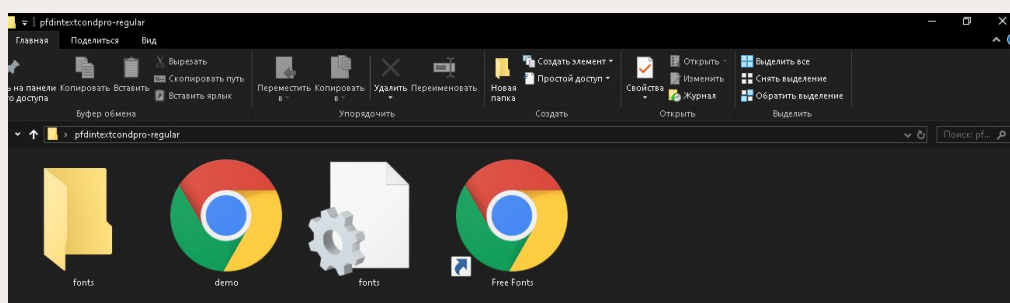 pfdintextcondpro-regular
Главная Поделиться Вид
ь на панели
го доступа
Копировать Вставить
Вырезать
Скопировать путь
Вставить ярлык
Буфер обмена
Переместить в
Копировать в
Удалить Переименовать
Упорядочить
Новая
папка
Создать элемент
Простой доступ
Создать
Свойства
Открыть
Изменить
Журнал
Открыть
Выделить все
Снять выделение
Обратить выделение
Выделить
pfdintextcondpro-regular
Поиск: pf...
fonts demo fonts Free Fonts